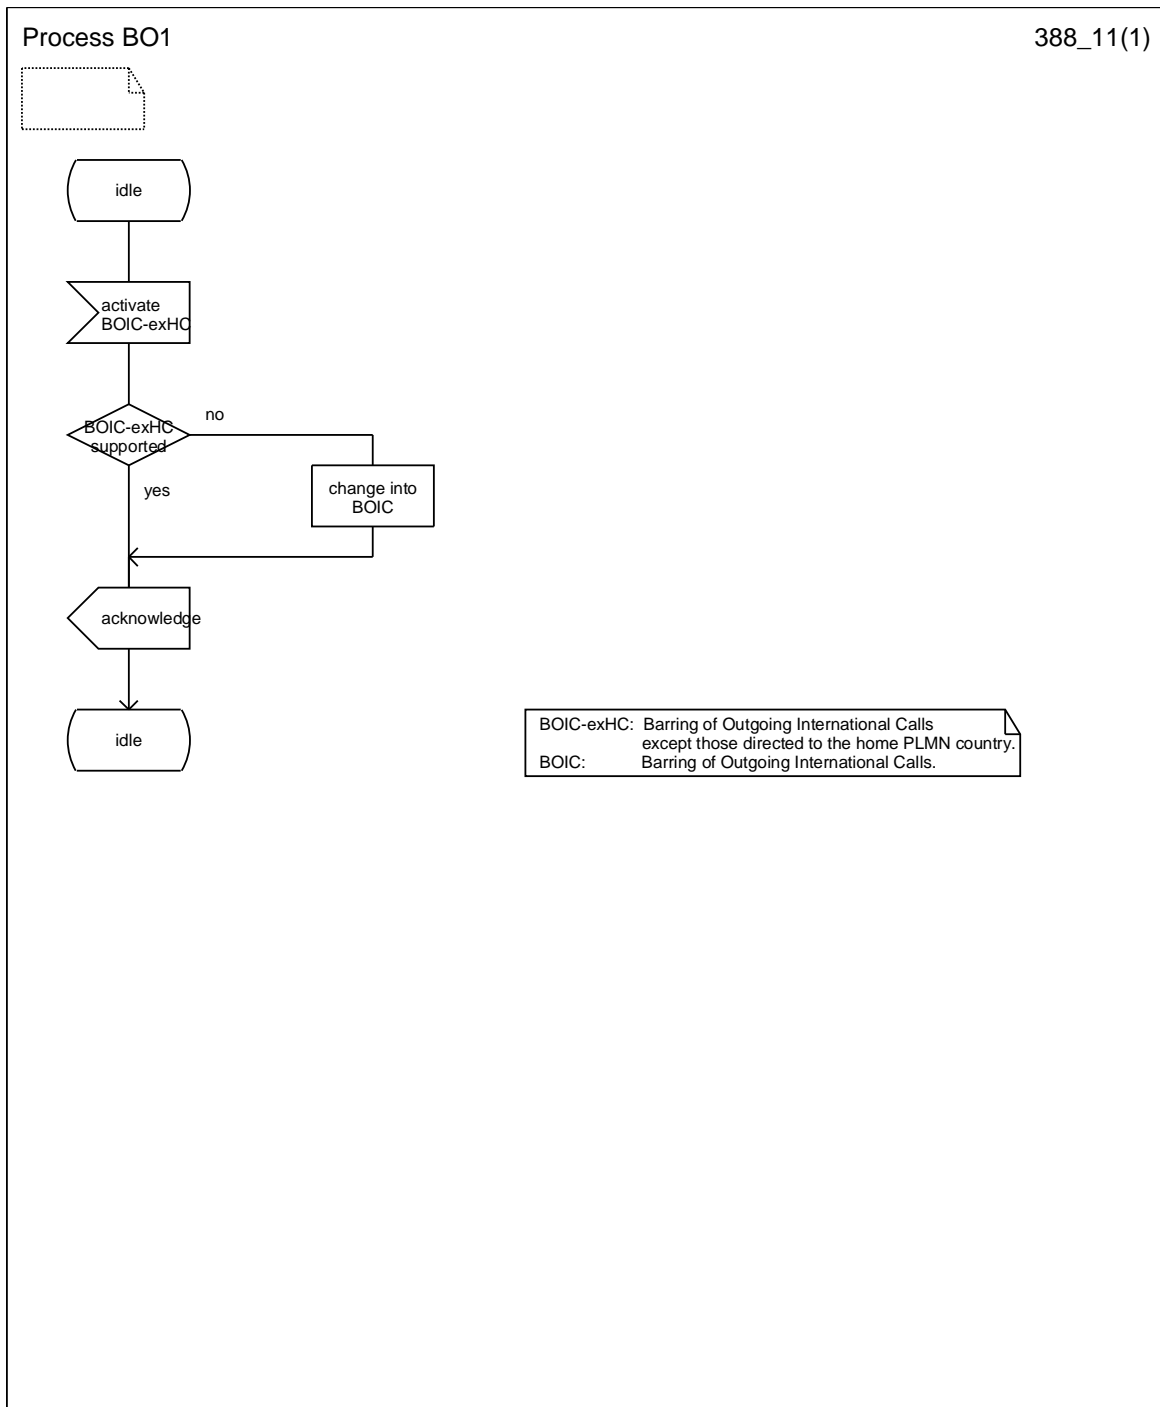 Process BO1
388_11(1)
idle
activate
BOIC-exHC
BOIC-exHC
supported
no
yes
change into
BOIC
acknowledge
idle
BOIC-exHC: Barring of Outgoing International Calls
except those directed to the home PLMN country.
BOIC: Barring of Outgoing International Calls.